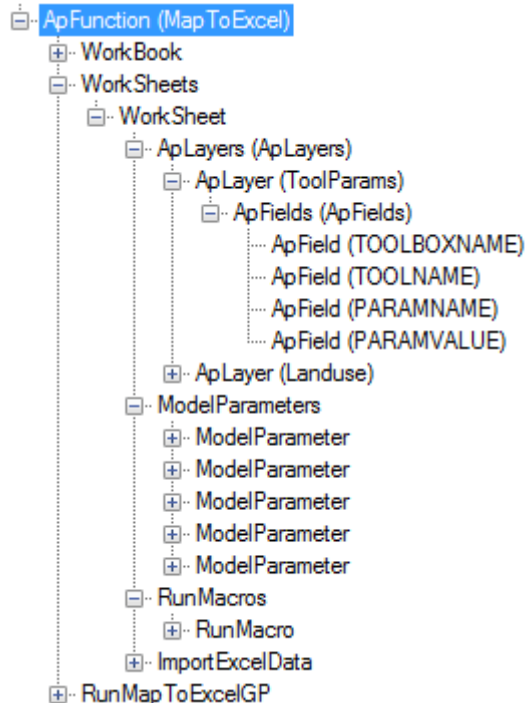 ApFunction (MapToExcel)
WorkBook
WorkSheets
WorkSheet
ApLayers (ApLayers)
ApLayer (ToolParams)
ApFields (ApFields)
ApField (TOOLBOXNAME)
ApField (TOOLNAME)
ApField (PARAMNAME)
ApField (PARAMVALUE)
ApLayer (Landuse)
ModelParameters
ModelParameter
ModelParameter
ModelParameter
ModelParameter
ModelParameter
RunMacros
RunMacro
ImportExcelData
RunMapToExcelGP